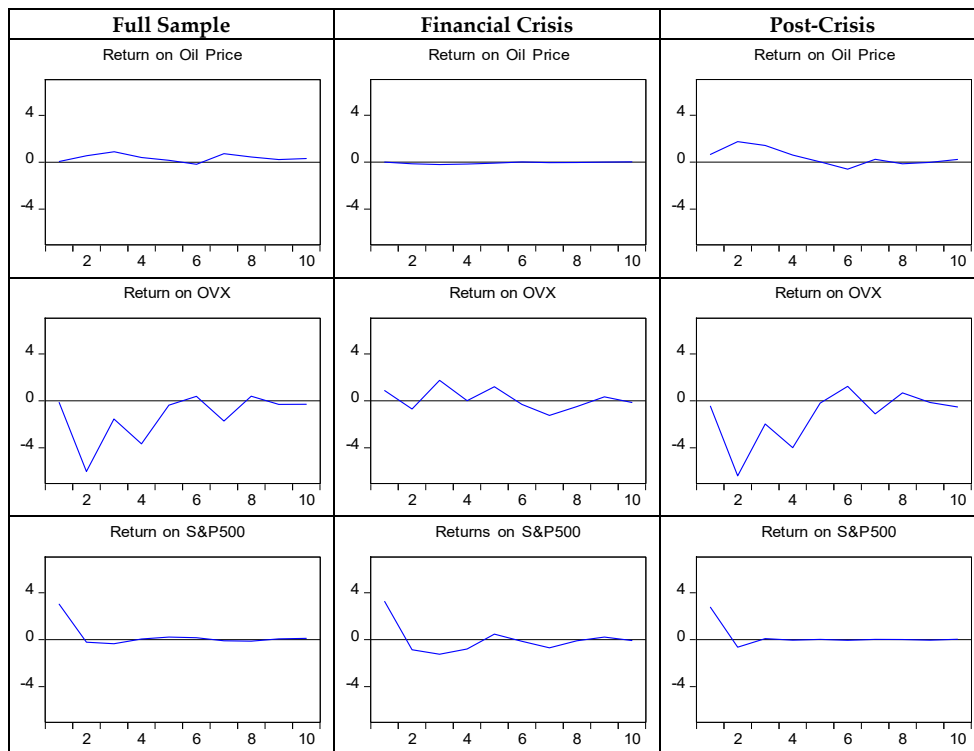 Full Sample Financial Crisis Post-Crisis
Return on Oil Price Return on Oil Price Return on Oil Price
4 4 4
0 0 0
-4 -4 -4
2 4 6 8 10 2 4 6 8 10 2 4 6 8 10
Return on OVX Return on OVX Return on OVX
4 4 4
0 0 0
-4 -4 -4
2 4 6 8 10 2 4 6 8 10 2 4 6 8 10
Return on S&P500 Returns on S&P500 Return on S&P500
4 4 4
0 0 0
-4 -4 -4
2 4 6 8 10 2 4 6 8 10 2 4 6 8 10